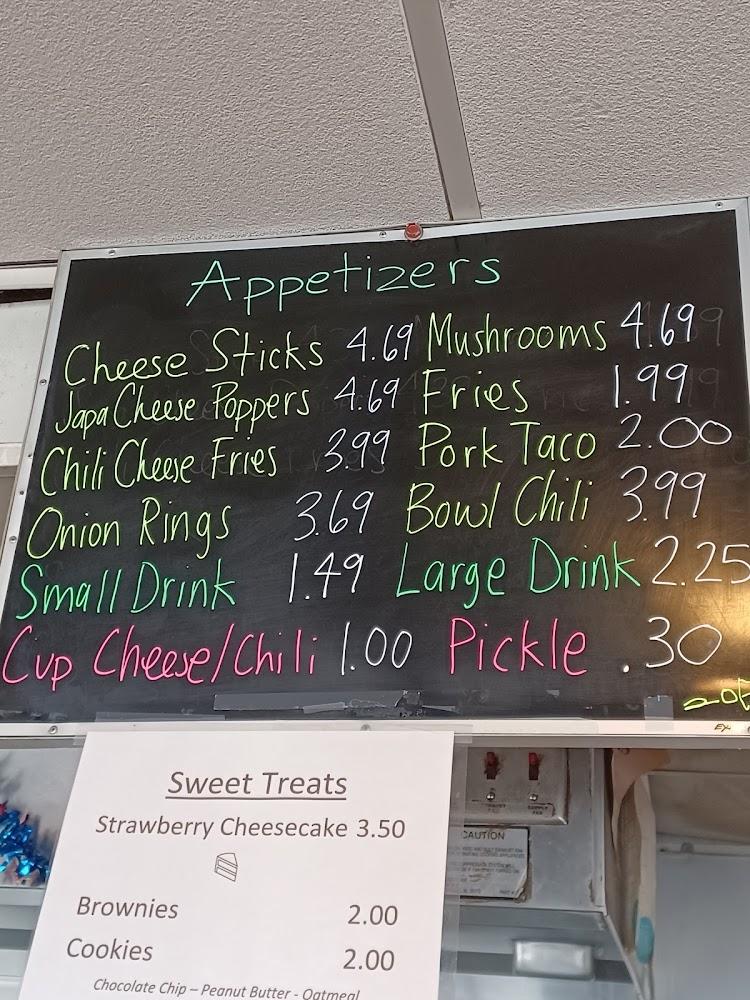 Appetizers
Cheese Sticks 4.69 Mushrooms 4.69
Japa Cheese Poppers 4.69 Fries 1.99
Chili Cheese Fries 3.99 Pork Taco 2.00
Onion Rings 3.69 Bowl Chili 3.99
Small Drink 1.49 Large Drink 2.25
Cup Cheese/Chili 1.00 Pickle .30
Sweet Treats
Strawberry Cheesecake 3.50
Brownies 2.00
Cookies 2.00
Chocolate Chip – Peanut Butter - Oatmeal
CAUTION